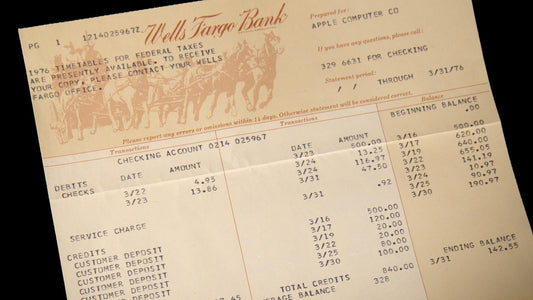 PG 1 1214025967Z
Wells Fargo Bank
Prepared for:
APPLE COMPUTER CO
1976 TIMETABLES FOR FEDERAL TAXES
ARE PRESENTLY AVAILABLE. TO RECEIVE
YOUR COPY, PLEASE CONTACT YOUR WELLS
FARGO OFFICE.
If you have any questions, please call:
329 6631 FOR CHECKING
Statement period:
/ / THROUGH 3/31/76
Please report any errors or omissions within 14 days. Otherwise statement will be considered correct.
Transactions Transactions Balance
CHECKING ACCOUNT 0214 025967
BEGINNING BALANCE
.00
DATE AMOUNT DATE AMOUNT
DEBITS
CHECKS 3/22 4.95 3/23 500.00 3/16 500.00
3/23 13.86 3/24 13.25 3/17 620.00
3/24 116.97 3/19 640.00
3/31 47.50 3/22 655.05
SERVICE CHARGE 3/31 .92 3/23 141.19
3/24 10.97
3/25 90.97
3/30 190.97
CREDITS
CUSTOMER DEPOSIT 3/16 500.00
CUSTOMER DEPOSIT 3/17 120.00
CUSTOMER DEPOSIT 3/19 20.00
CUSTOMER DEPOSIT 3/22 20.00
CUSTOMER DEPOSIT 3/25 80.00
CUSTOMER DEPOSIT 3/30 100.00
3/31 142.55
ENDING BALANCE
TOTAL CREDITS 840.00
BALANCE 328